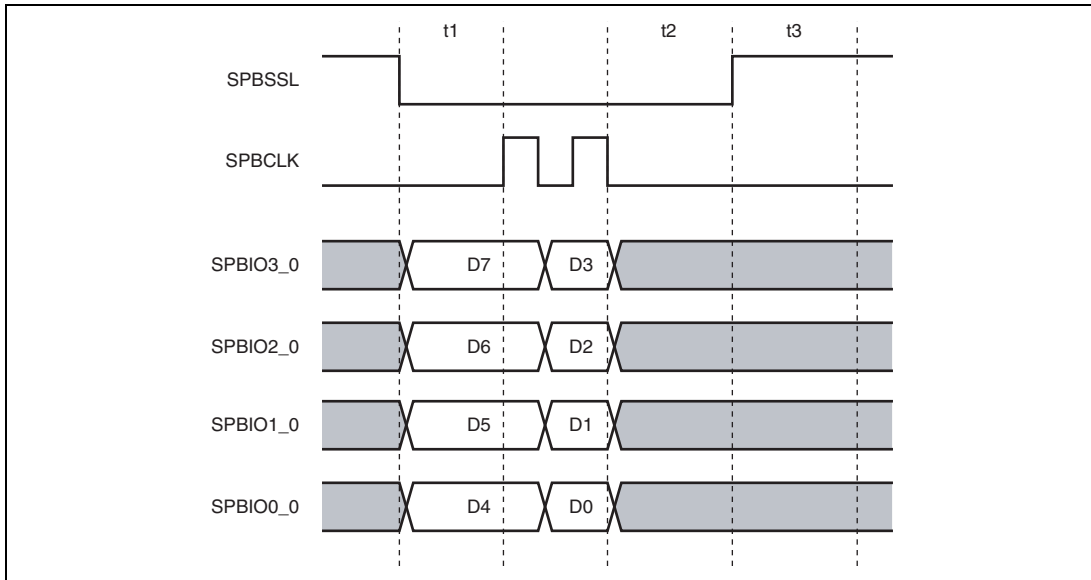 t1 t2 t3
SPBSSL
SPBCLK
SPBIO3_0 D7 D3
SPBIO2_0 D6 D2
SPBIO1_0 D5 D1
SPBIO0_0 D4 D0